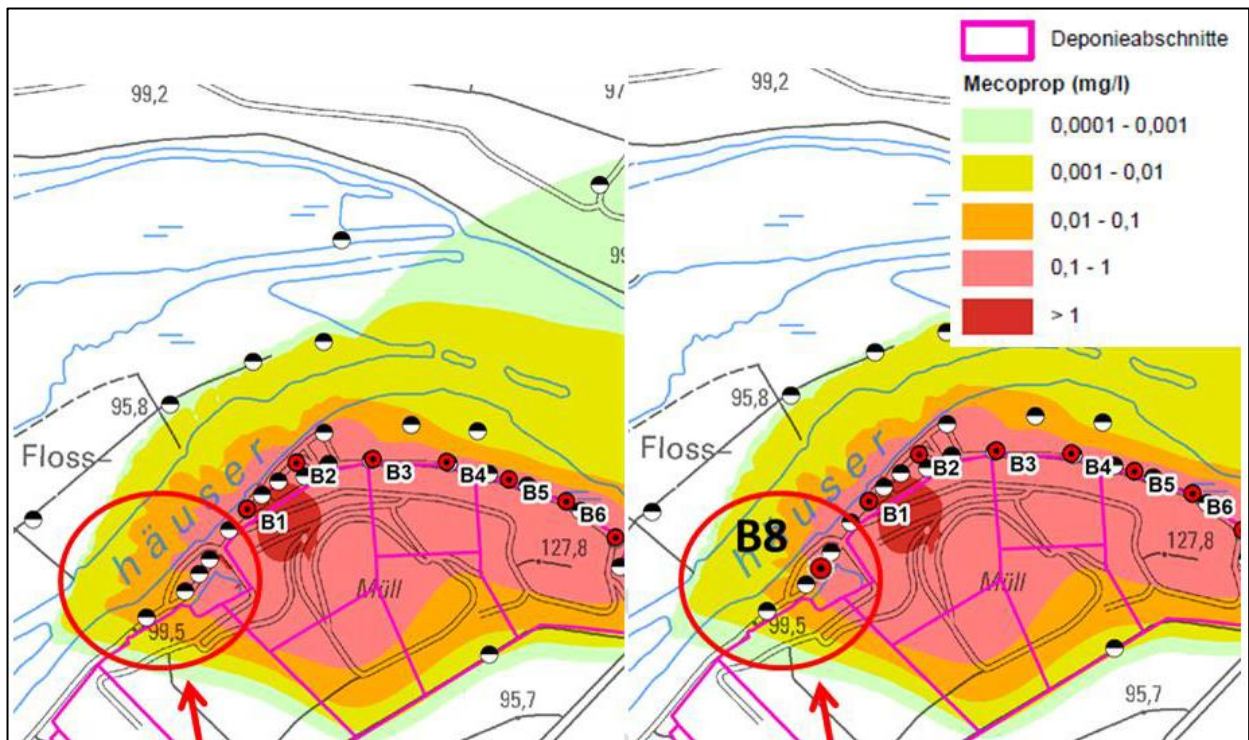 Deponieabschnitte
Mecoprop (mg/l)
0,0001 - 0,001
0,001 - 0,01
0,01 - 0,1
0,1 - 1
> 1
99,2
97
99
95,8
Floss-
häuser
B1
B2
B3
B4
B5
B6
127,8
Müll
99,5
95,7
99,2
95,8
Floss-
häuser
B8
B1
B2
B3
B4
B5
B6
127,8
Müll
99,5
95,7